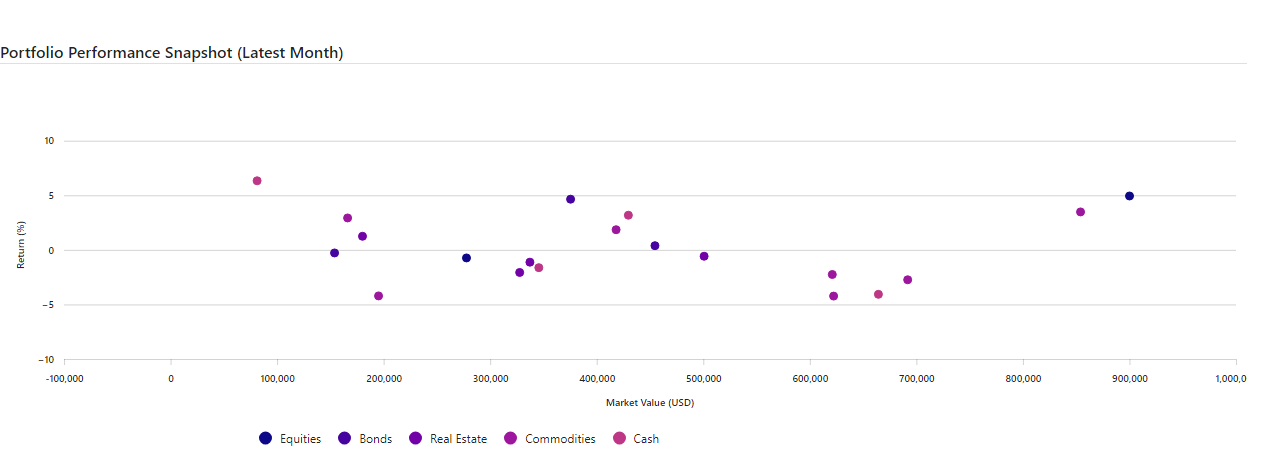 Portfolio Performance Snapshot (Latest Month)
10
5
0
−5
−10
Return (%)
-100,000 0 100,000 200,000 300,000 400,000 500,000 600,000 700,000 800,000 900,000 1,000,0
Market Value (USD)
Equities Bonds Real Estate Commodities Cash